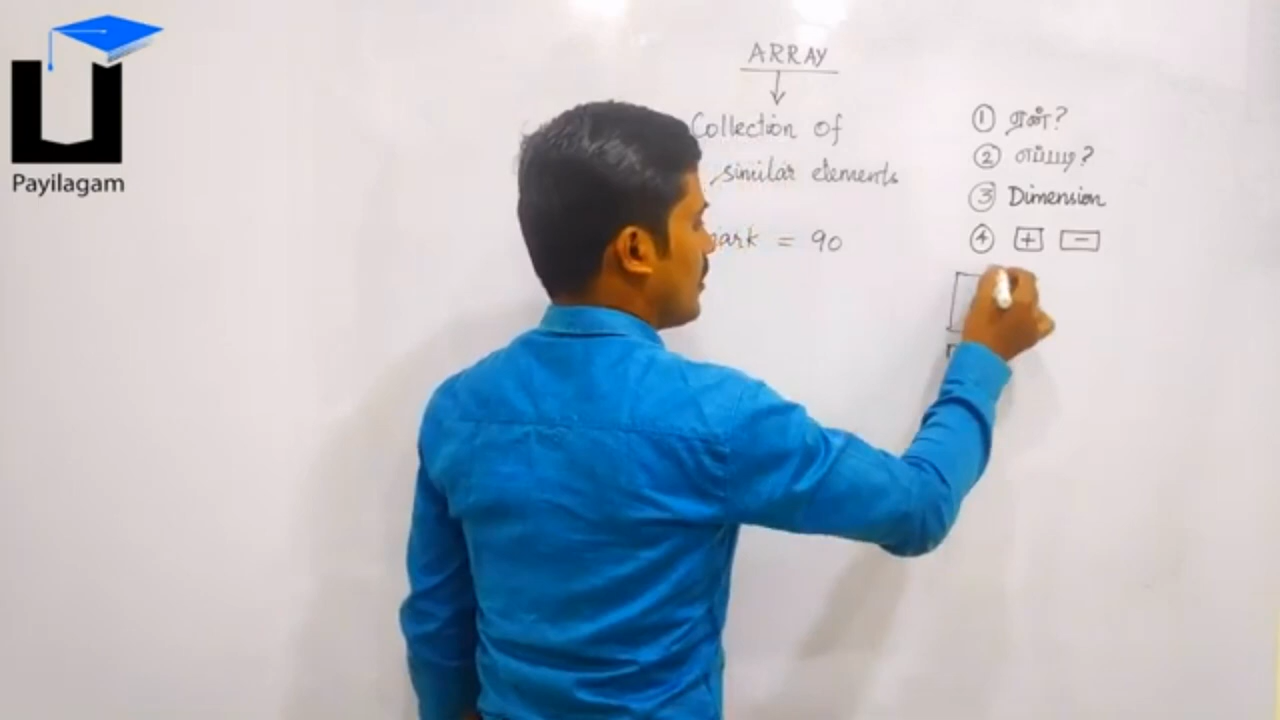 Payilagam
ARRAY
Collection of
similar elements
= 90
① ஏன்?
② எப்படி?
③ Dimension
④ + -